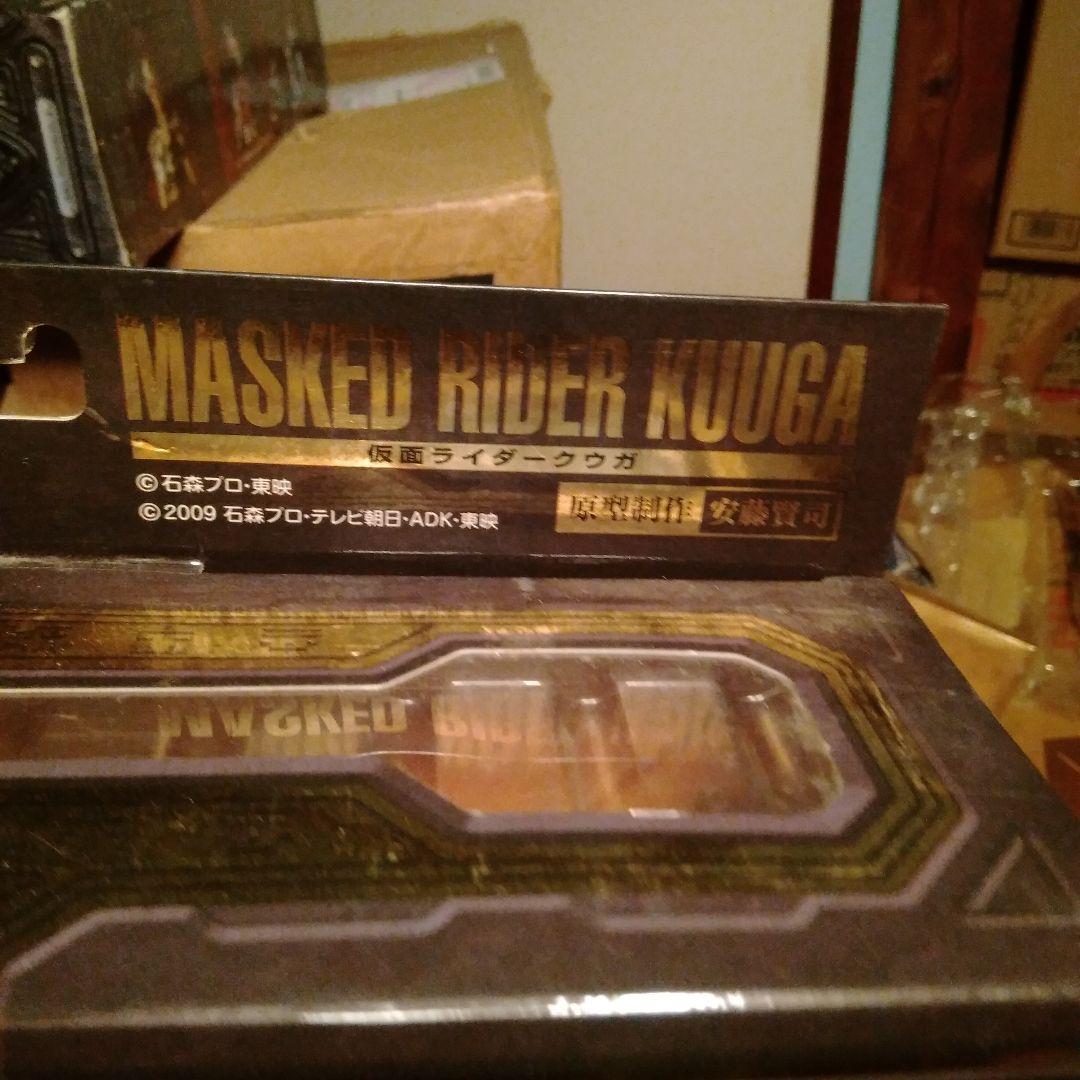 MASKED RIDER KUUGA
仮面ライダークウガ
©石森プロ・東映
©2009 石森プロ・テレビ朝日・ADK・東映
原型制作 安藤賢司